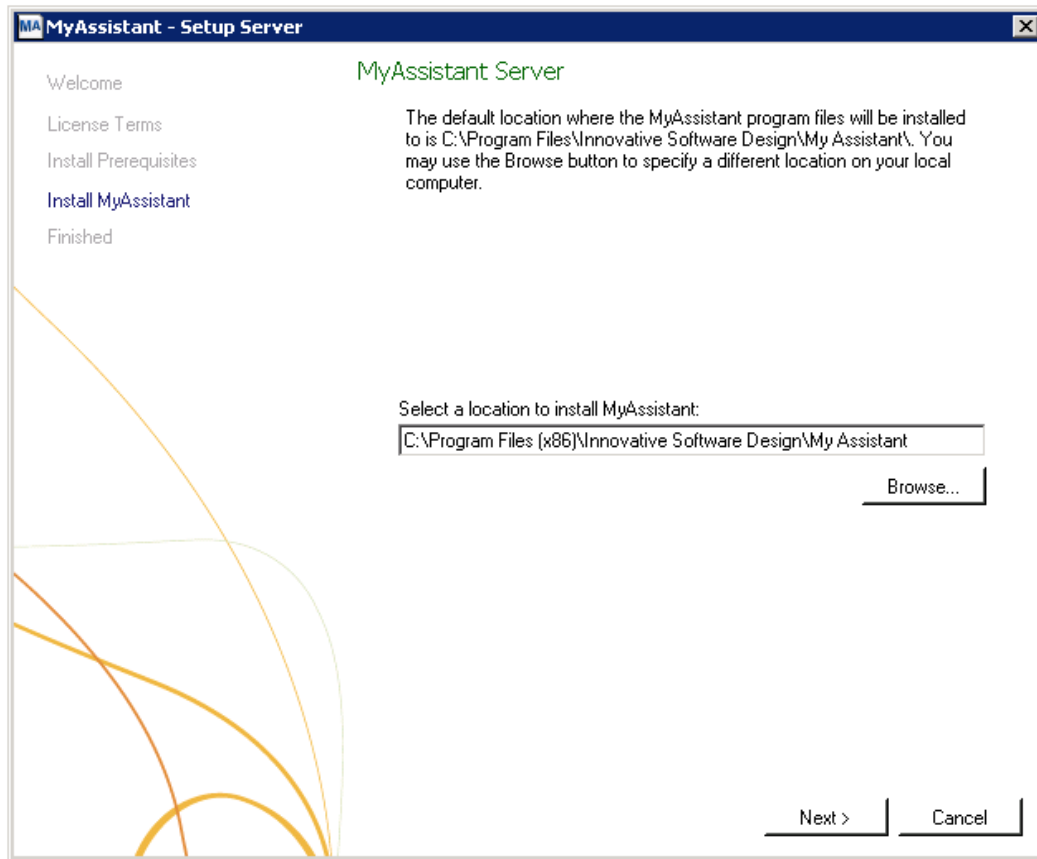 MA MyAssistant - Setup Server
Welcome
License Terms
Install Prerequisites
Install MyAssistant
Finished
MyAssistant Server
The default location where the MyAssistant program files will be installed
to is C:\Program Files\Innovative Software Design\My Assistant\. You
may use the Browse button to specify a different location on your local
computer.
Select a location to install MyAssistant:
C:\Program Files (x86)\Innovative Software Design\My Assistant
Browse...
Next >
Cancel